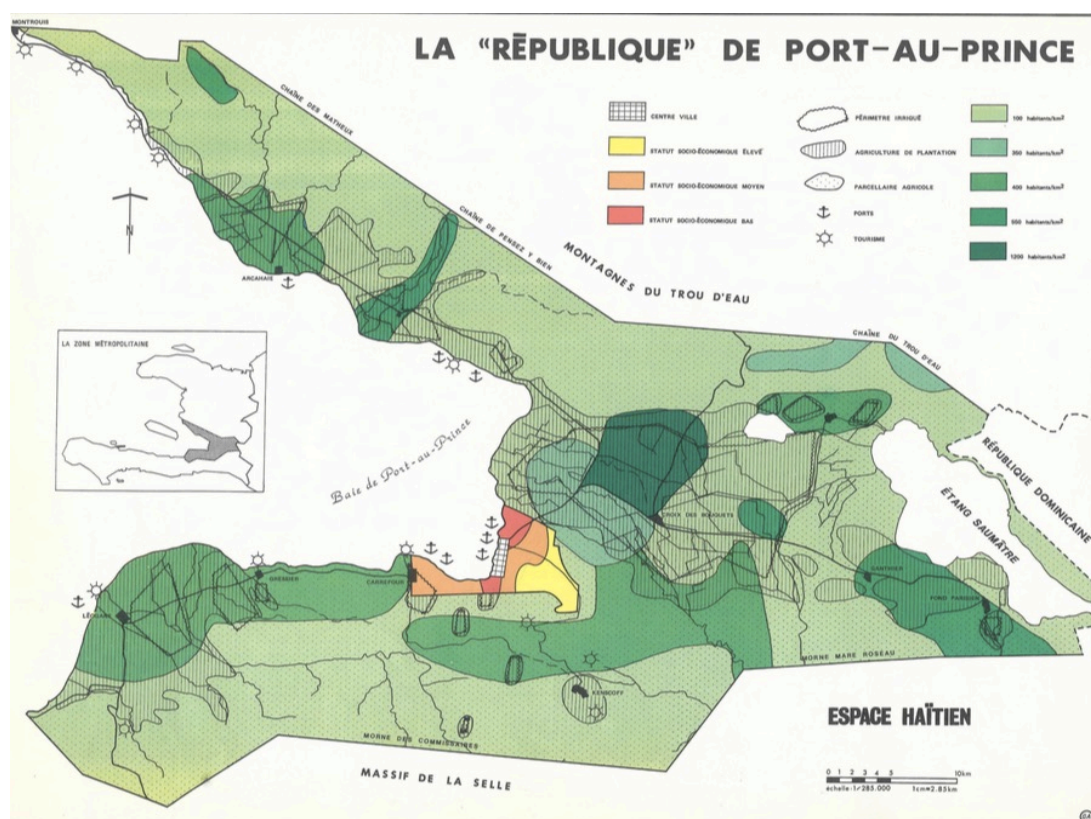 MONTROUIS
LA “RÉPUBLIQUE” DE PORT-AU-PRINCE
CENTRE VILLE
STATUT SOCIO-ÉCONOMIQUE ÉLEVÉ
STATUT SOCIO-ÉCONOMIQUE MOYEN
STATUT SOCIO-ÉCONOMIQUE BAS
PÉRIMÈTRE IRRIGUÉ
AGRICULTURE DE PLANTATION
PARCELLAIRE AGRICOLE
PORTS
TOURISME
100 habitants/km²
350 habitants/km²
400 habitants/km²
550 habitants/km²
1200 habitants/km²
CHAÎNE DES MATHEUX
N
CHAÎNE DE PENSEZ Y BIEN
MONTAGNES DU TROU D'EAU
ARCAHAIE
CHAÎNE DU TROU D'EAU
LA ZONE MÉTROPOLITAINE
RÉPUBLIQUE DOMINICAINE
Baie de Port-au-Prince
ÉTANG SAUMÂTRE
CROIX DES BOUQUETS
GRESSIER
CARREFOUR
GANTHIER
FOND PARISIEN
LÉOGANE
MORNE MARE ROSEAU
KENSCOFF
MORNE DES COMMISSAIRES
MASSIF DE LA SELLE
ESPACE HAÏTIEN
0 1 2 3 4 5 10km
échelle:1/285.000 1cm=2.85km